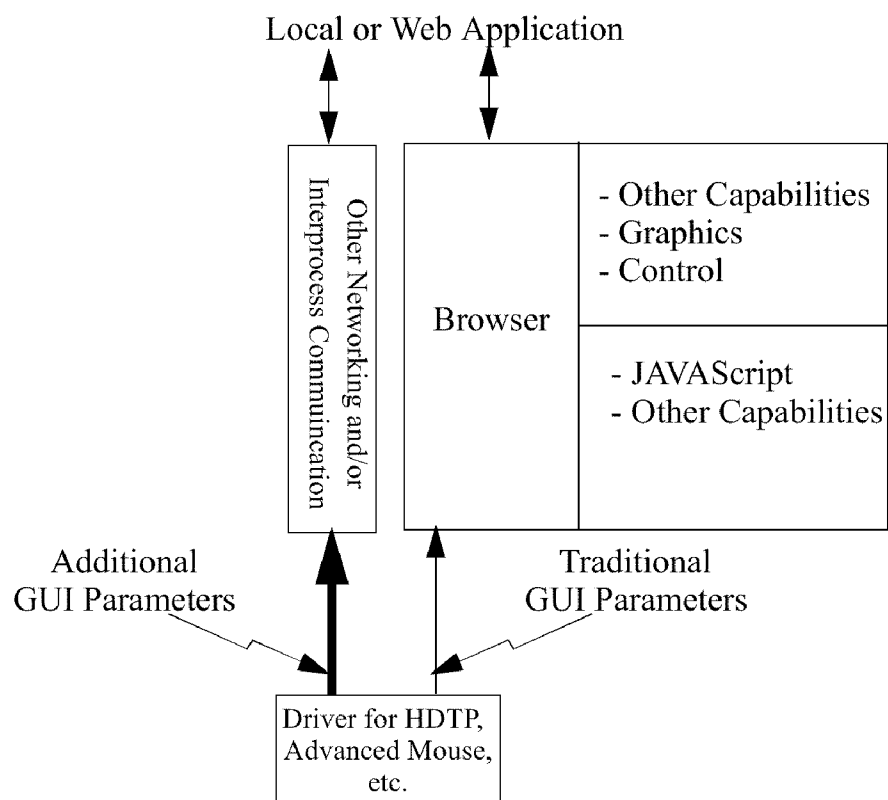 Local or Web Application
Other Networking and/or
Interprocess Commuincation
Browser
- Other Capabilities
- Graphics
- Control
- JAVAScript
- Other Capabilities
Additional
GUI Parameters
Traditional
GUI Parameters
Driver for HDTP,
Advanced Mouse,
etc.